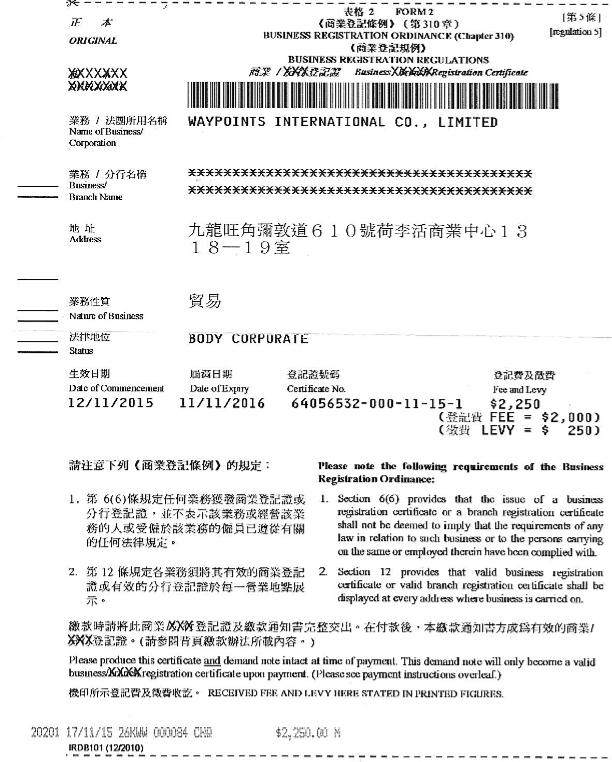 正 本
ORIGINAL
表格 2 FORM 2
《商業登記條例》(第310章)
[第5條]
BUSINESS REGISTRATION ORDINANCE (Chapter 310)
[regulation 5]
《商業登記規例》
BUSINESS REGISTRATION REGULATIONS
商業 / XXX登記證 Business/XXXXXRegistration Certificate
XXXXXXX
XXXXXXXX
業務 / 法團所用名稱
Name of Business/
Corporation
WAYPOINTS INTERNATIONAL CO., LIMITED
業務 / 分行名稱
Business/
Branch Name
地 址
Address
九龍旺角彌敦道610號荷李活商業中心13
18—19室
業務性質
Nature of Business
貿易
法律地位
Status
BODY CORPORATE
生效日期 屆滿日期 登記證號碼 登記費及徵費
Date of Commencement Date of Expiry Certificate No. Fee and Levy
12/11/2015 11/11/2016 64056532-000-11-15-1 $2,250
(登記費 FEE = $2,000)
(徵費 LEVY = $ 250)
請注意下列《商業登記條例》的規定：
1. 第 6(6)條規定任何業務獲發商業登記證或
分行登記證，並不表示該業務或經營該業
務的人或受僱於該業務的僱員已遵從有關
的任何法律規定。
2. 第 12 條規定各業務須將其有效的商業登記
證或有效的分行登記證於每一營業地點展
示。
Please note the following requirements of the Business
Registration Ordinance:
1. Section 6(6) provides that the issue of a business
registration certificate or a branch registration certificate
shall not be deemed to imply that the requirements of any
law in relation to such business or to the persons carrying
on the same or employed therein have been complied with.
2. Section 12 provides that valid business registration
certificate or valid branch registration certificate shall be
displayed at every address where business is carried on.
繳款時請將此商業/XXX登記證及繳款通知書完整交出。在付款後，本繳款通知書方成為有效的商業/
XXX登記證。(請參閱背頁繳款辦法所載內容。)
Please produce this certificate and demand note intact at time of payment. This demand note will only become a valid
business/XXXXX registration certificate upon payment. (Please see payment instructions overleaf.)
機印所示登記費及徵費收訖。 RECEIVED FEE AND LEVY HERE STATED IN PRINTED FIGURES.
20201 17/11/15 26KWW 000084 CHQ $2,250.00 M
IRDB101 (12/2010)